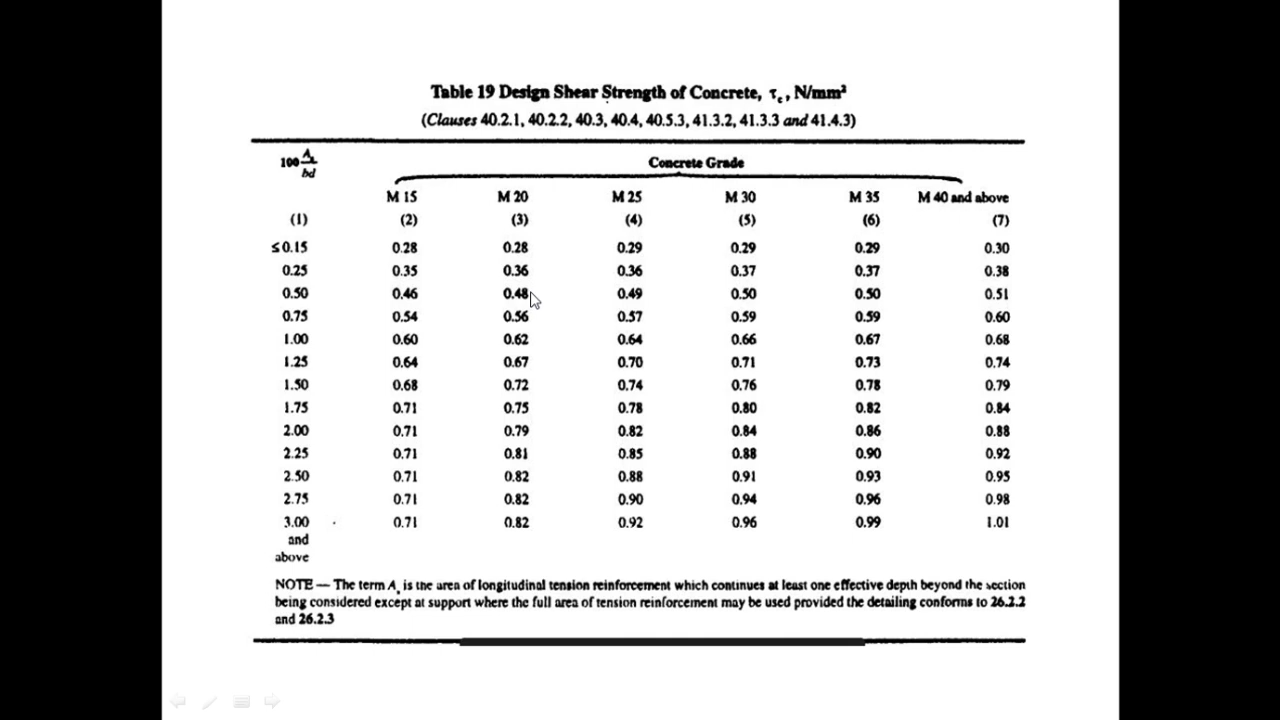 Table 19 Design Shear Strength of Concrete, τc, N/mm²
(Clauses 40.2.1, 40.2.2, 40.3, 40.4, 40.5.3, 41.3.2, 41.3.3 and 41.4.3)
100 As/bd Concrete Grade
M 15 M 20 M 25 M 30 M 35 M 40 and above
(1) (2) (3) (4) (5) (6) (7)
≤0.15 0.28 0.28 0.29 0.29 0.29 0.30
0.25 0.35 0.36 0.36 0.37 0.37 0.38
0.50 0.46 0.48 0.49 0.50 0.50 0.51
0.75 0.54 0.56 0.57 0.59 0.59 0.60
1.00 0.60 0.62 0.64 0.66 0.67 0.68
1.25 0.64 0.67 0.70 0.71 0.73 0.74
1.50 0.68 0.72 0.74 0.76 0.78 0.79
1.75 0.71 0.75 0.78 0.80 0.82 0.84
2.00 0.71 0.79 0.82 0.84 0.86 0.88
2.25 0.71 0.81 0.85 0.88 0.90 0.92
2.50 0.71 0.82 0.88 0.91 0.93 0.95
2.75 0.71 0.82 0.90 0.94 0.96 0.98
3.00 0.71 0.82 0.92 0.96 0.99 1.01
and
above
NOTE — The term As is the area of longitudinal tension reinforcement which continues at least one effective depth beyond the section
being considered except at support where the full area of tension reinforcement may be used provided the detailing conforms to 26.2.2
and 26.2.3